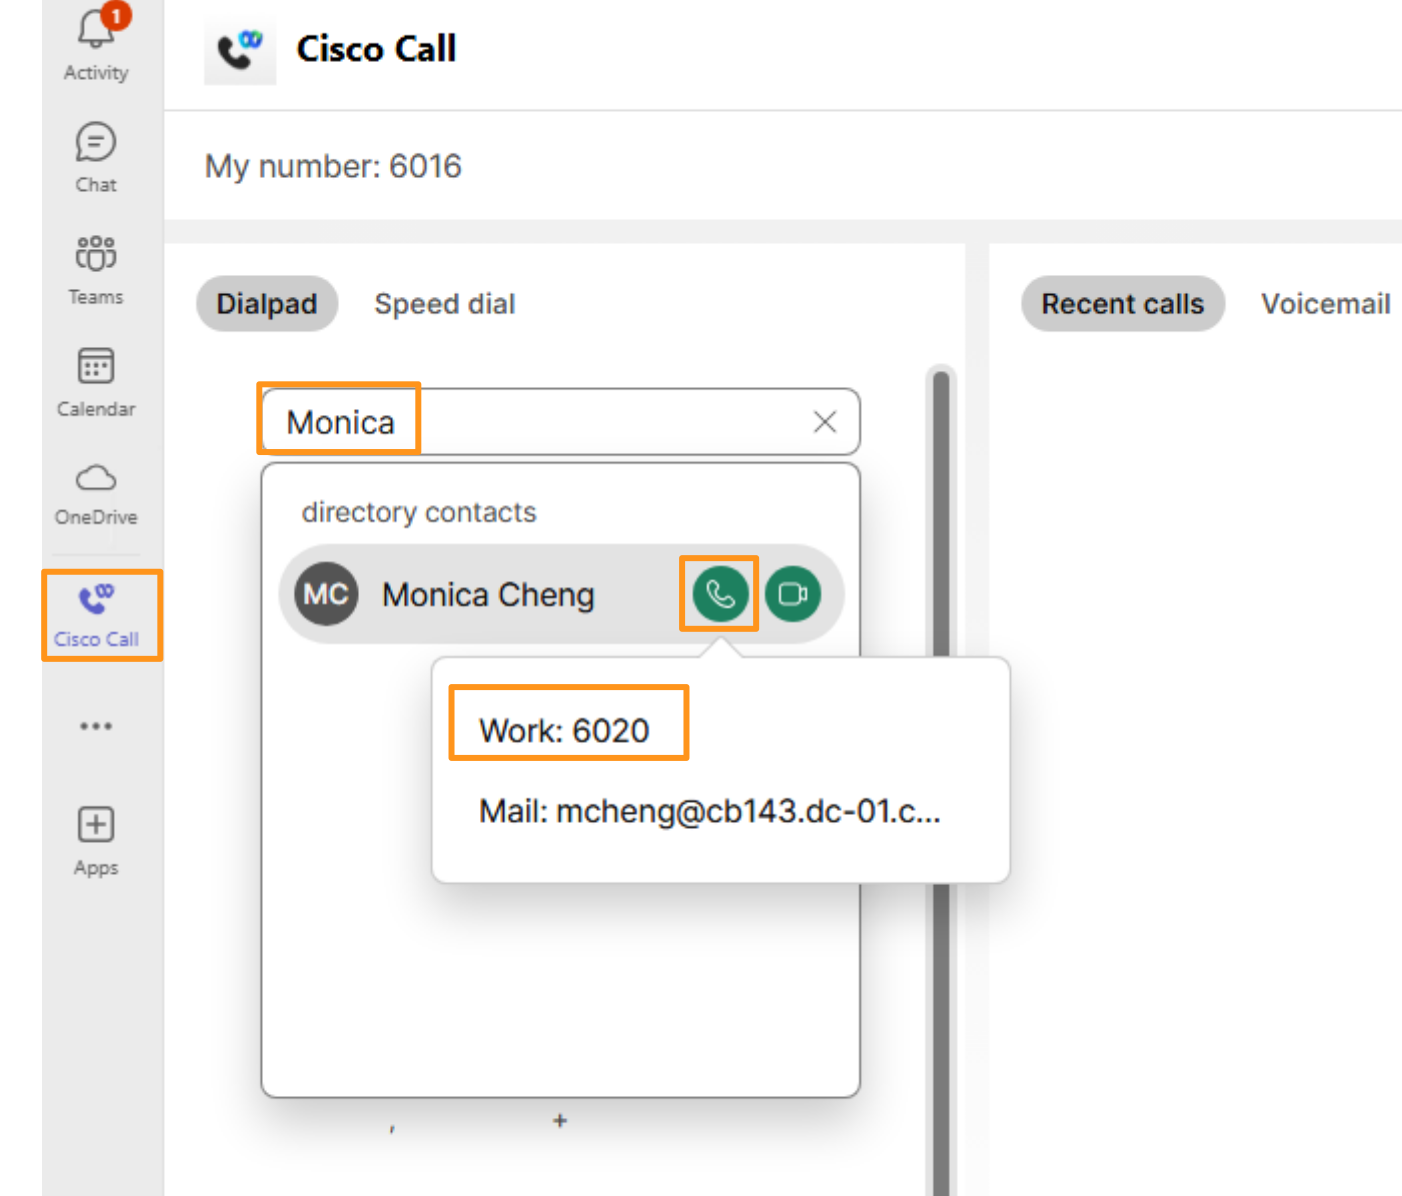 1
Activity
Chat
Teams
Calendar
OneDrive
Cisco Call
Apps
Cisco Call
My number: 6016
Dialpad
Speed dial
Recent calls
Voicemail
Monica
directory contacts
MC
Monica Cheng
Work: 6020
Mail: mcheng@cb143.dc-01.c...
,
+